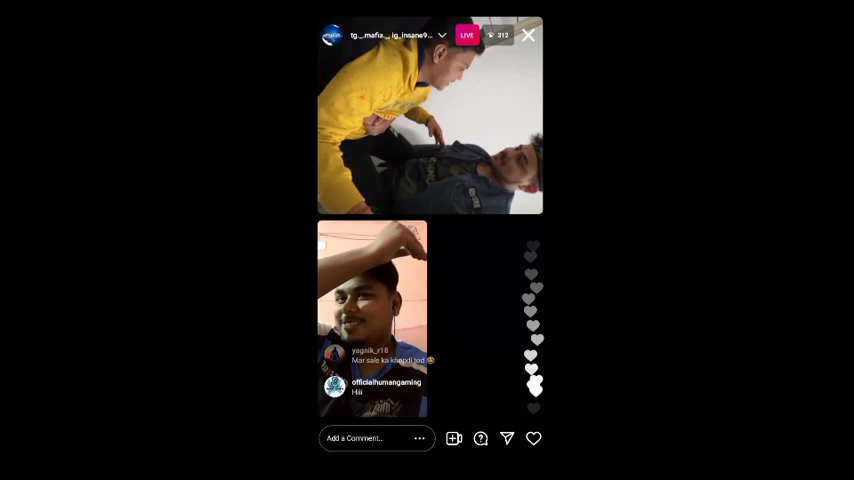 tg._.mafia._, ig_insane9...
LIVE
312
yagnik_r18
Mar sale ka khopdi tod 😂
officialhumangaming
Hiii
Add a Comment...